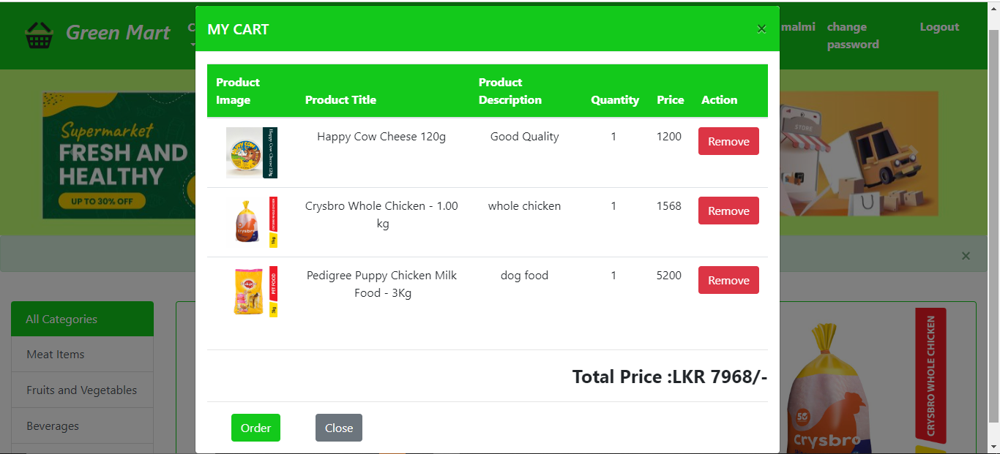 Green Mart
C
malmi
change
password
Logout
MY CART
×
Supermarket
FRESH AND
HEALTHY
UP TO 30% OFF
STORE
×
Product
Image
Product Title
Product
Description
Quantity
Price
Action
Happy Cow Cheese 120g
Happy Cow Cheese 120g
Good Quality
1
1200
Remove
Crysbro
CRYSBRO WHOLE CHICKEN
1kg
Crysbro Whole Chicken - 1.00
kg
whole chicken
1
1568
Remove
PET FOOD
3kg
Pedigree Puppy Chicken Milk
Food - 3Kg
dog food
1
5200
Remove
Total Price :LKR 7968/-
Order
Close
All Categories
Meat Items
Fruits and Vegetables
Beverages
50
Crysbro
CRYSBRO WHOLE CHICKEN